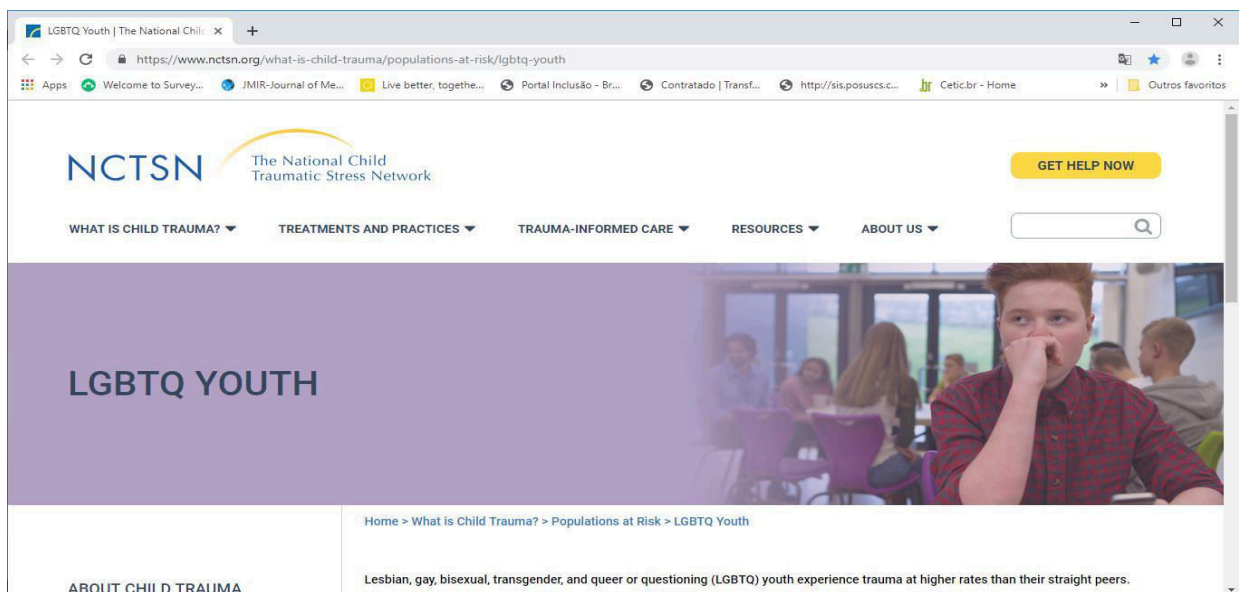 LGBTQ Youth | The National Chil
https://www.nctsn.org/what-is-child-trauma/populations-at-risk/lgbtq-youth
Apps Welcome to Survey... JMIR-Journal of Me... Live better, togethe... Portal Inclusão - Br... Contratado | Transf... http://sis.posuscs.c... Cetic.br - Home » Outros favoritos
NCTSN The National Child
Traumatic Stress Network
GET HELP NOW
WHAT IS CHILD TRAUMA? TREATMENTS AND PRACTICES TRAUMA-INFORMED CARE RESOURCES ABOUT US
LGBTQ YOUTH
Home > What is Child Trauma? > Populations at Risk > LGBTQ Youth
Lesbian, gay, bisexual, transgender, and queer or questioning (LGBTQ) youth experience trauma at higher rates than their straight peers.
ABOUT CHILD TRAUMA